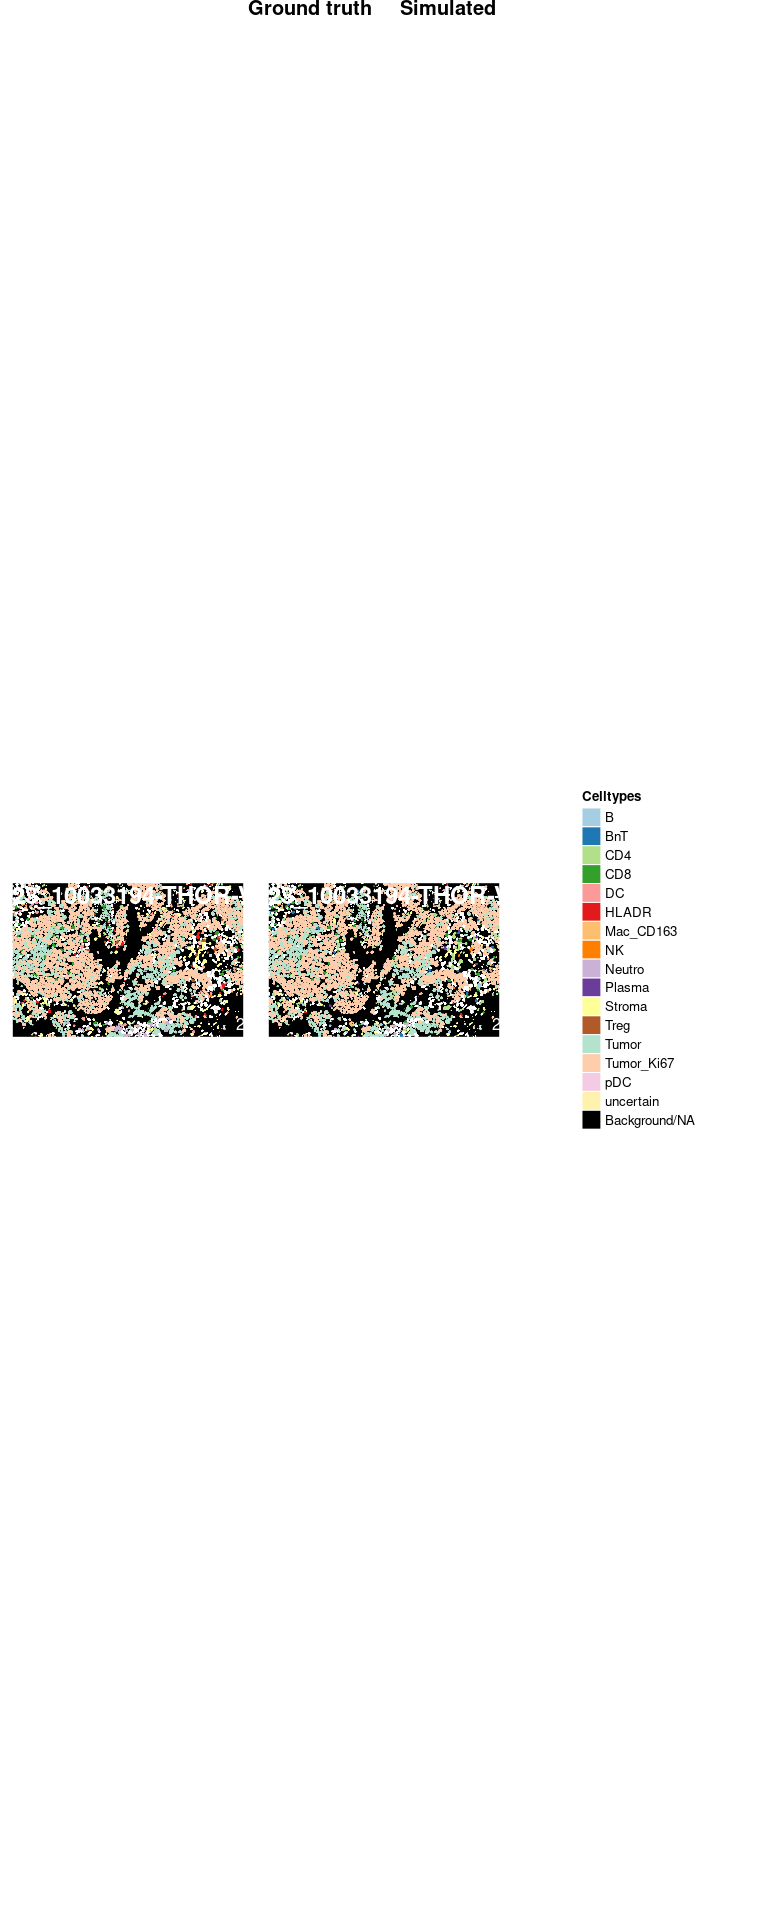 Ground truth Simulated
Celltypes
B
BnT
CD4
CD8
DC
HLADR
Mac_CD163
NK
Neutro
Plasma
Stroma
Treg
Tumor
Tumor_Ki67
pDC
uncertain
Background/NA